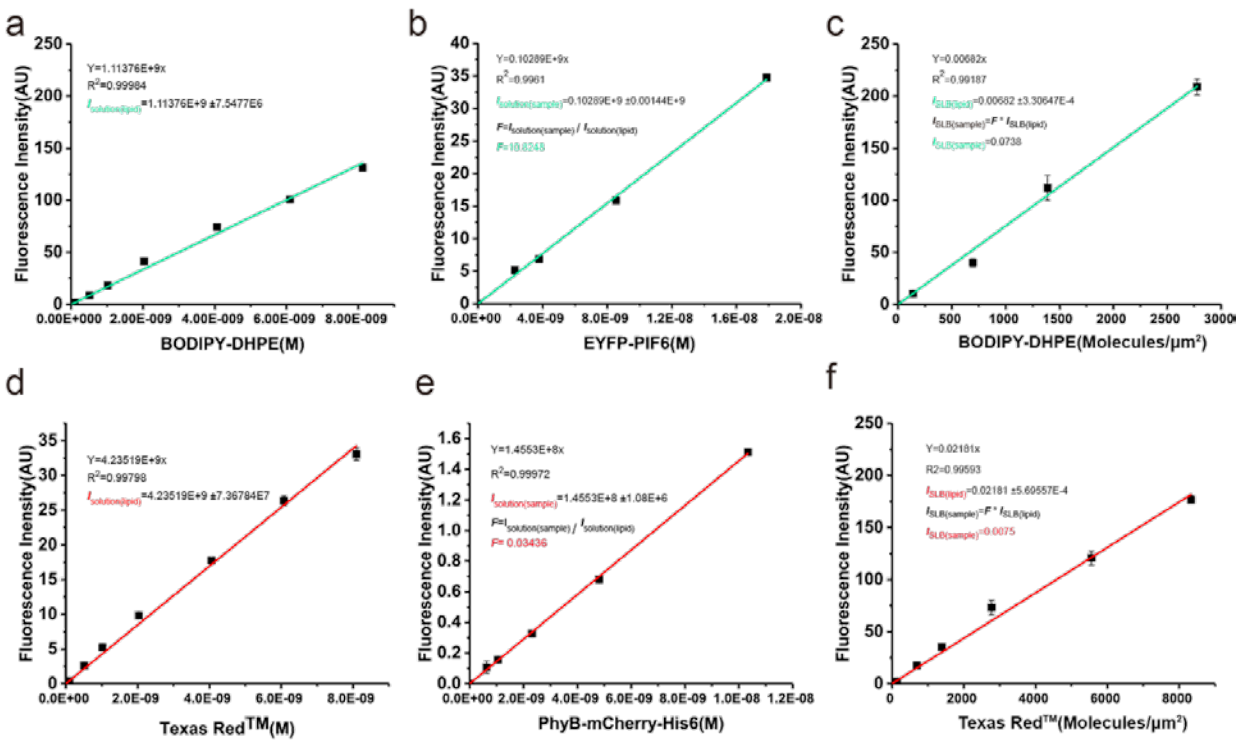 a
Y=1.11376E+9x
R²=0.99984
Isolution(lipid)=1.11376E+9 ±7.5477E6
250
200
150
100
50
0
0.00E+000 2.00E-009 4.00E-009 6.00E-009 8.00E-009
Fluorescence Inensity(AU)
BODIPY-DHPE(M)
b
Y=0.10289E+9x
R²=0.9961
Isolution(sample)=0.10289E+9 ±0.00144E+9
F=Isolution(sample) / Isolution(lipid)
F=10.8248
40
35
30
25
20
15
10
5
0
0.0E+00 4.0E-09 8.0E-09 1.2E-08 1.6E-08 2.0E-08
Fluorescence Inensity(AU)
EYFP-PIF6(M)
c
Y=0.00682x
R²=0.99187
ISLB(lipid)=0.00682 ±3.30647E-4
ISLB(sample)=F * ISLB(lipid)
ISLB(sample)=0.0738
250
200
150
100
50
0
0 500 1000 1500 2000 2500 3000
Fluorescence Inensity(AU)
BODIPY-DHPE(Molecules/µm²)
d
Y=4.23519E+9x
R²=0.99798
Isolution(lipid)=4.23519E+9 ±7.36784E7
35
30
25
20
15
10
5
0
0.0E+00 2.0E-09 4.0E-09 6.0E-09 8.0E-09
Fluorescence Inensity(AU)
Texas Red™(M)
e
Y=1.4553E+8x
R²=0.99972
Isolution(sample)=1.4553E+8 ±1.08E+6
F=Isolution(sample) / Isolution(lipid)
F= 0.03436
1.6
1.4
1.2
1.0
0.8
0.6
0.4
0.2
0.0
0.0E+00 2.0E-09 4.0E-09 6.0E-09 8.0E-09 1.0E-08
Fluorescence Inensity(AU)
PhyB-mCherry-His6(M)
f
Y=0.02181x
R2=0.99593
ISLB(lipid)=0.02181 ±5.69557E-4
ISLB(sample)=F * ISLB(lipid)
ISLB(sample)=0.0075
250
200
150
100
50
0
0 2000 4000 6000 8000
Fluorescence Inensity(AU)
Texas Red™(Molecules/µm²)